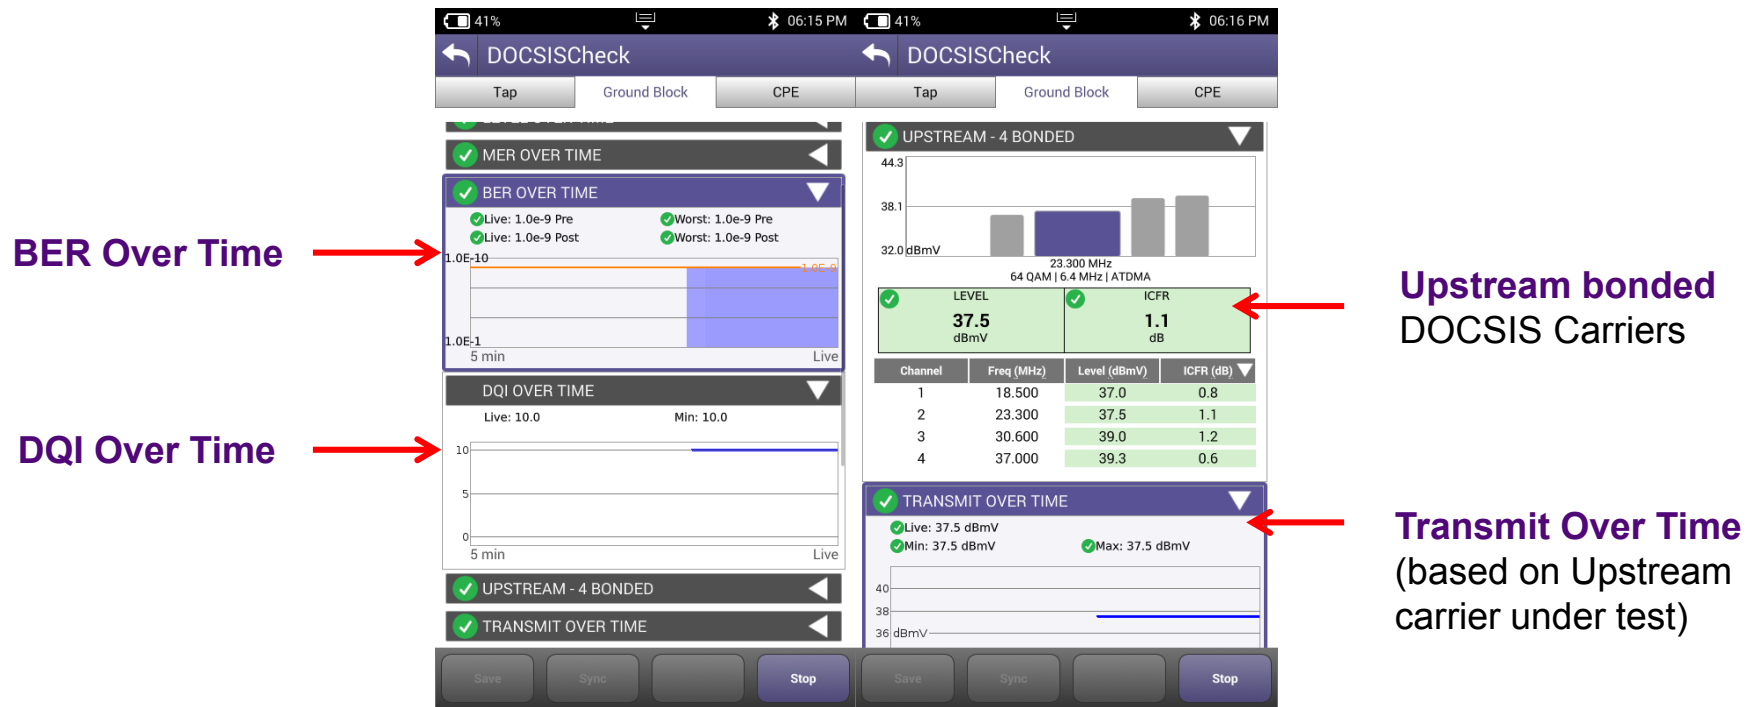 BER Over Time
DQI Over Time
41%
06:15 PM
DOCSISCheck
Tap
Ground Block
CPE
MER OVER TIME
BER OVER TIME
Live: 1.0e-9 Pre
Worst: 1.0e-9 Pre
Live: 1.0e-9 Post
Worst: 1.0e-9 Post
1.0E-10
1.0E-9
1.0E-1
5 min
Live
DQI OVER TIME
Live: 10.0
Min: 10.0
10
5
0
5 min
Live
UPSTREAM - 4 BONDED
TRANSMIT OVER TIME
Save
Sync
Stop
41%
06:16 PM
DOCSISCheck
Tap
Ground Block
CPE
UPSTREAM - 4 BONDED
44.3
38.1
32.0 dBmV
23.300 MHz
64 QAM | 6.4 MHz | ATDMA
LEVEL
37.5
dBmV
ICFR
1.1
dB
Channel Freq (MHz) Level (dBmV) ICFR (dB)
1 18.500 37.0 0.8
2 23.300 37.5 1.1
3 30.600 39.0 1.2
4 37.000 39.3 0.6
TRANSMIT OVER TIME
Live: 37.5 dBmV
Min: 37.5 dBmV
Max: 37.5 dBmV
40
38
36 dBmV
Save
Sync
Stop
Upstream bonded
DOCSIS Carriers
Transmit Over Time
(based on Upstream
carrier under test)